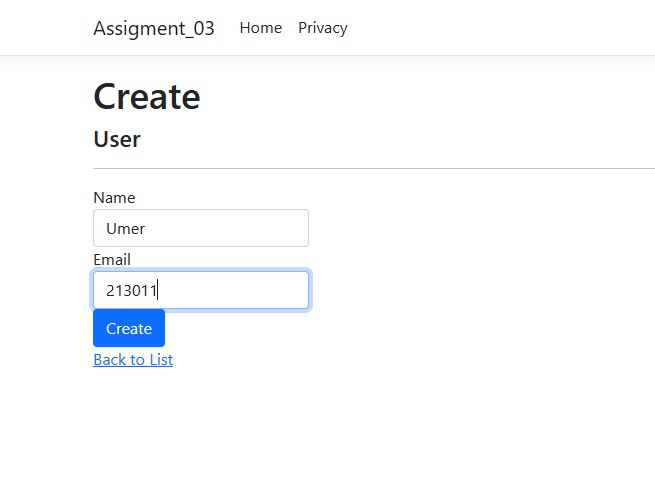 Assigment_03 Home Privacy
Create
User
Name
Umer
Email
213011
Create
Back to List